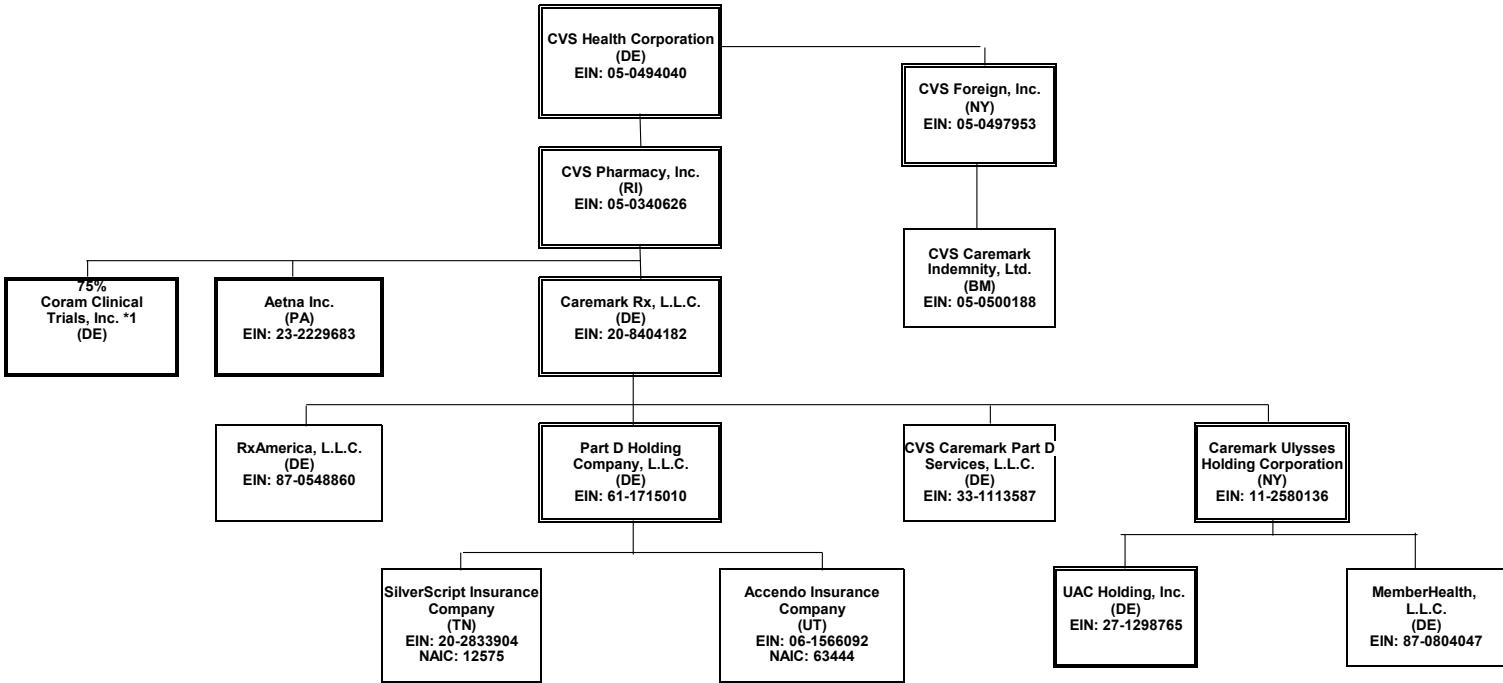 CVS Health Corporation
(DE)
EIN: 05-0494040
CVS Foreign, Inc.
(NY)
EIN: 05-0497953
CVS Pharmacy, Inc.
(RI)
EIN: 05-0340626
CVS Caremark
Indemnity, Ltd.
(BM)
EIN: 05-0500188
75%
Coram Clinical
Trials, Inc. *1
(DE)
Aetna Inc.
(PA)
EIN: 23-2229683
Caremark Rx, L.L.C.
(DE)
EIN: 20-8404182
RxAmerica, L.L.C.
(DE)
EIN: 87-0548860
Part D Holding
Company, L.L.C.
(DE)
EIN: 61-1715010
CVS Caremark Part D
Services, L.L.C.
(DE)
EIN: 33-1113587
Caremark Ulysses
Holding Corporation
(NY)
EIN: 11-2580136
SilverScript Insurance
Company
(TN)
EIN: 20-2833904
NAIC: 12575
Accendo Insurance
Company
(UT)
EIN: 06-1566092
NAIC: 63444
UAC Holding, Inc.
(DE)
EIN: 27-1298765
MemberHealth,
L.L.C.
(DE)
EIN: 87-0804047